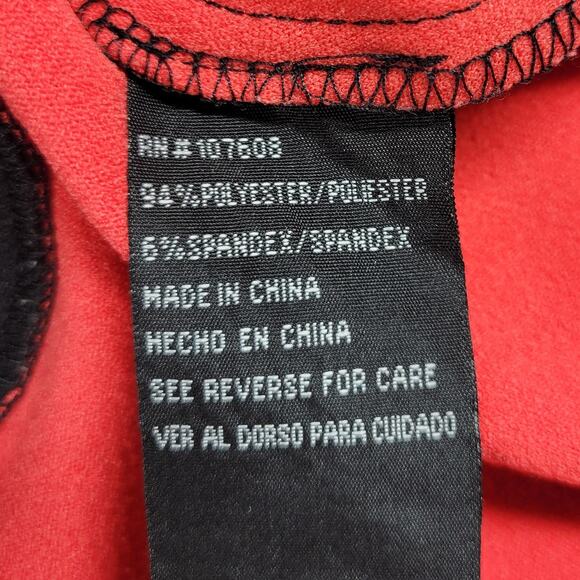 RN#107608
94%POLYESTER/POLIESTER
6%SPANDEX/SPANDEX
MADE IN CHINA
HECHO EN CHINA
SEE REVERSE FOR CARE
VER AL DORSO PARA CUIDADO